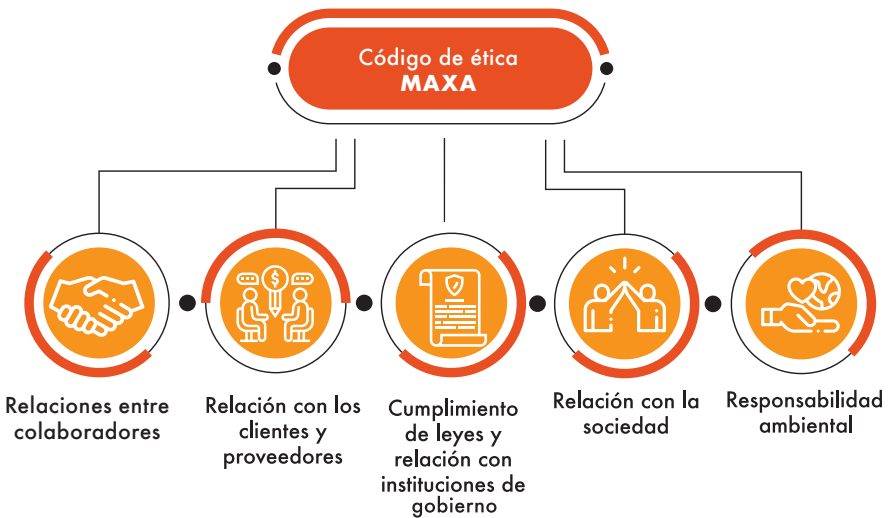 Código de ética
MAXA
Relaciones entre
colaboradores
Relación con los
clientes y
proveedores
Cumplimiento
de leyes y
relación con
instituciones de
gobierno
Relación con la
sociedad
Responsabilidad
ambiental
$